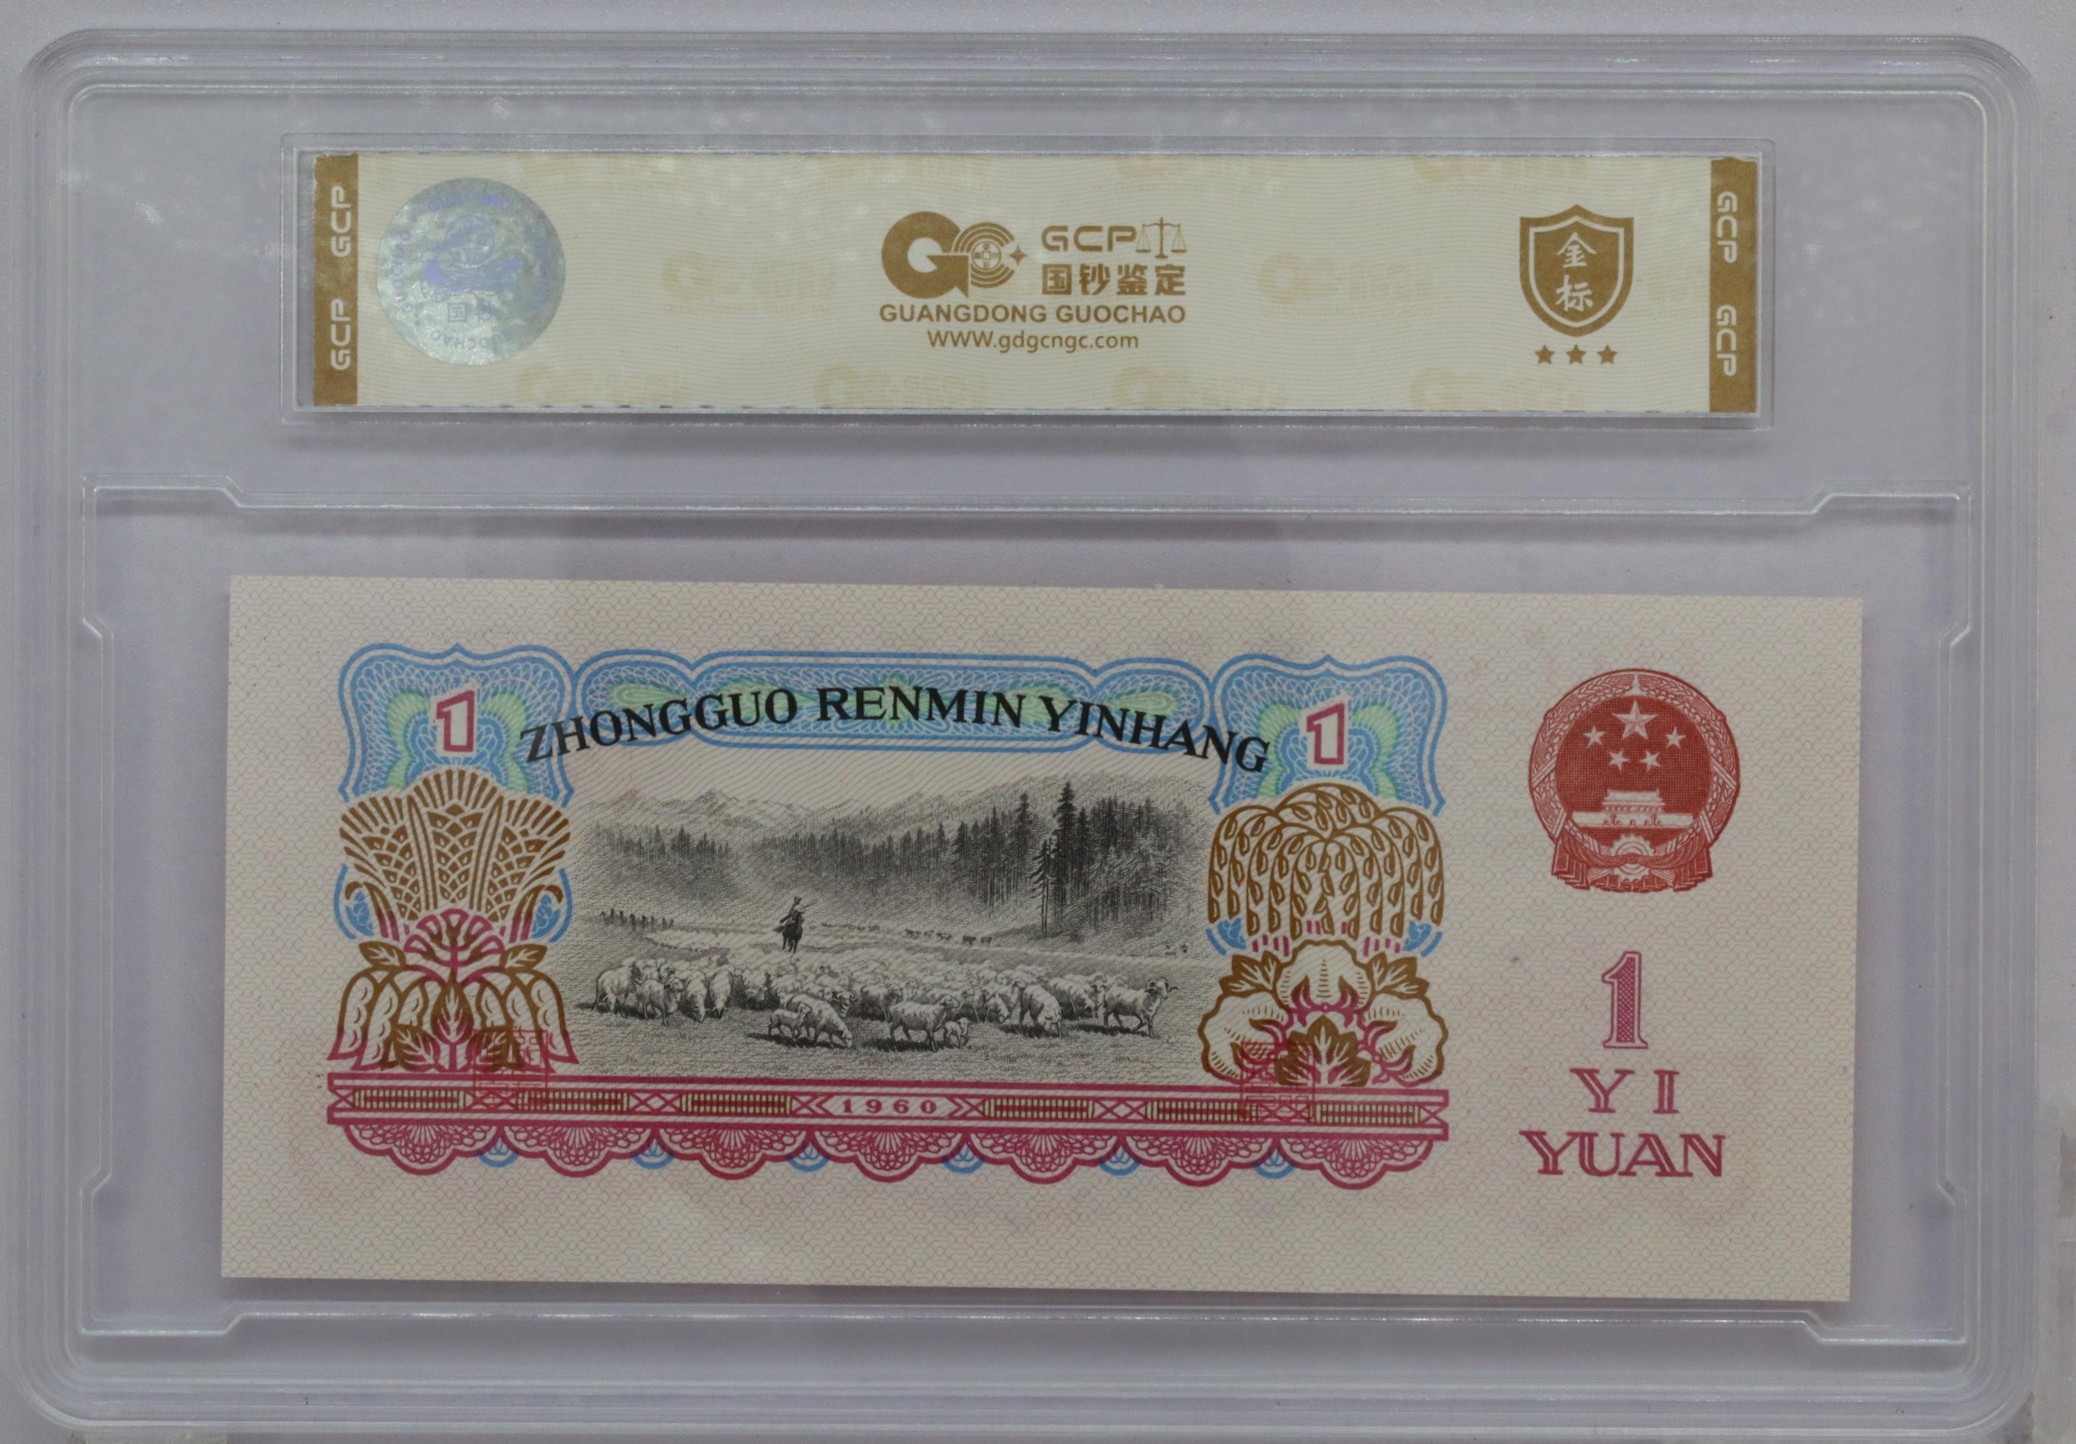 GCP GCP
GCP
国钞鉴定
GUANGDONG GUOCHAO
WWW.gdgcngc.com
金标
GCP GCP
ZHONGGUO RENMIN YINHANG
1
1
1960
1
YI
YUAN